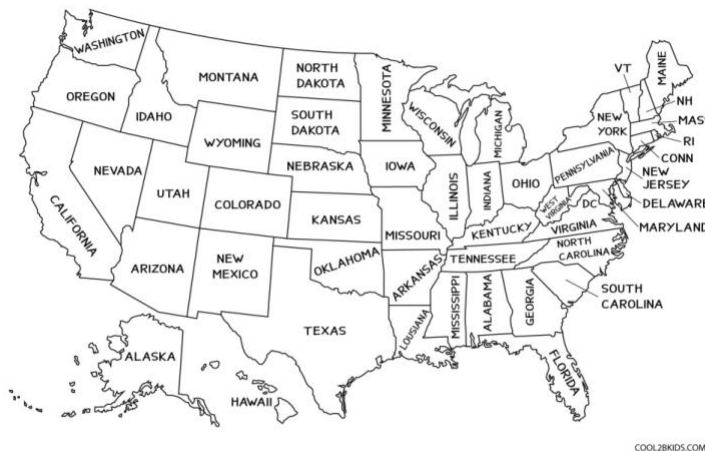 WASHINGTON
OREGON
IDAHO
MONTANA
NORTH
DAKOTA
SOUTH
DAKOTA
WYOMING
NEBRASKA
NEVADA
UTAH
COLORADO
KANSAS
CALIFORNIA
ARIZONA
NEW
MEXICO
OKLAHOMA
TEXAS
ALASKA
HAWAII
MINNESOTA
IOWA
MISSOURI
ARKANSAS
LOUSIANA
WISCONSIN
ILLINOIS
MICHIGAN
INDIANA
OHIO
KENTUCKY
TENNESSEE
MISSISSIPPI
ALABAMA
GEORGIA
FLORIDA
SOUTH
CAROLINA
NORTH
CAROLINA
VIRGINIA
WEST
VIRGINIA
DC
PENNSYLVANIA
NEW
YORK
VT
MAINE
NH
MASS
RI
CONN
NEW
JERSEY
DELAWARE
MARYLAND
COOL2BKIDS.COM